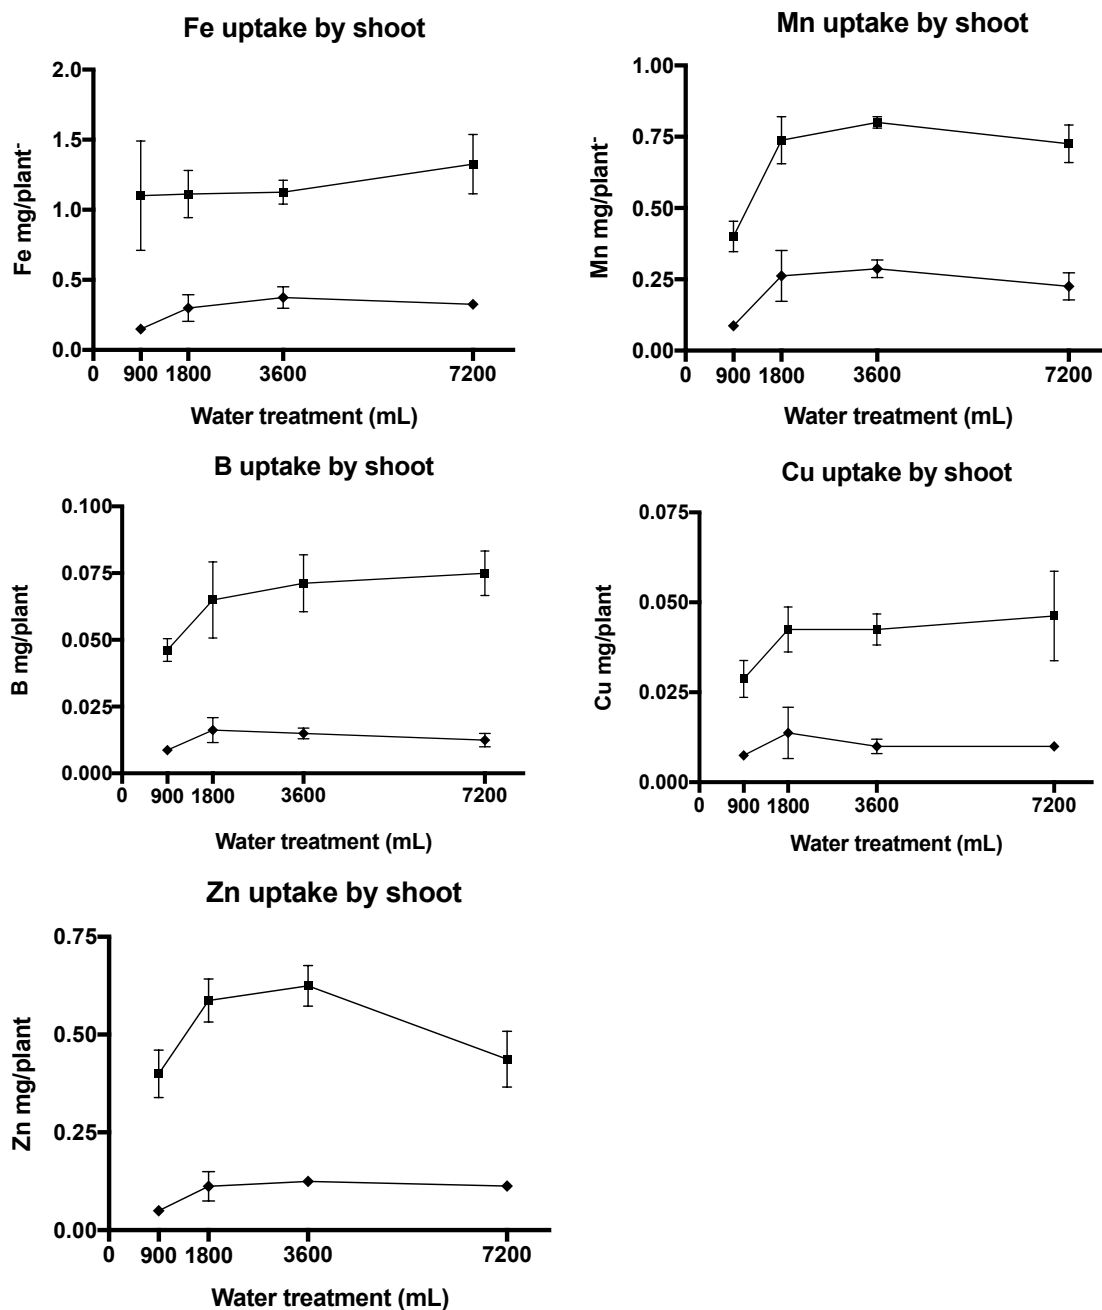 Fe uptake by shoot
2.0
1.5
1.0
0.5
0.0
Fe mg/plant-
0 900 1800 3600 7200
Water treatment (mL)
Mn uptake by shoot
1.00
0.75
0.50
0.25
0.00
Mn mg/plant-
0 900 1800 3600 7200
Water treatment (mL)
B uptake by shoot
0.100
0.075
0.050
0.025
0.000
B mg/plant
0 900 1800 3600 7200
Water treatment (mL)
Cu uptake by shoot
0.075
0.050
0.025
0.000
Cu mg/plant
0 900 1800 3600 7200
Water treatment (mL)
Zn uptake by shoot
0.75
0.50
0.25
0.00
Zn mg/plant
0 900 1800 3600 7200
Water treatment (mL)